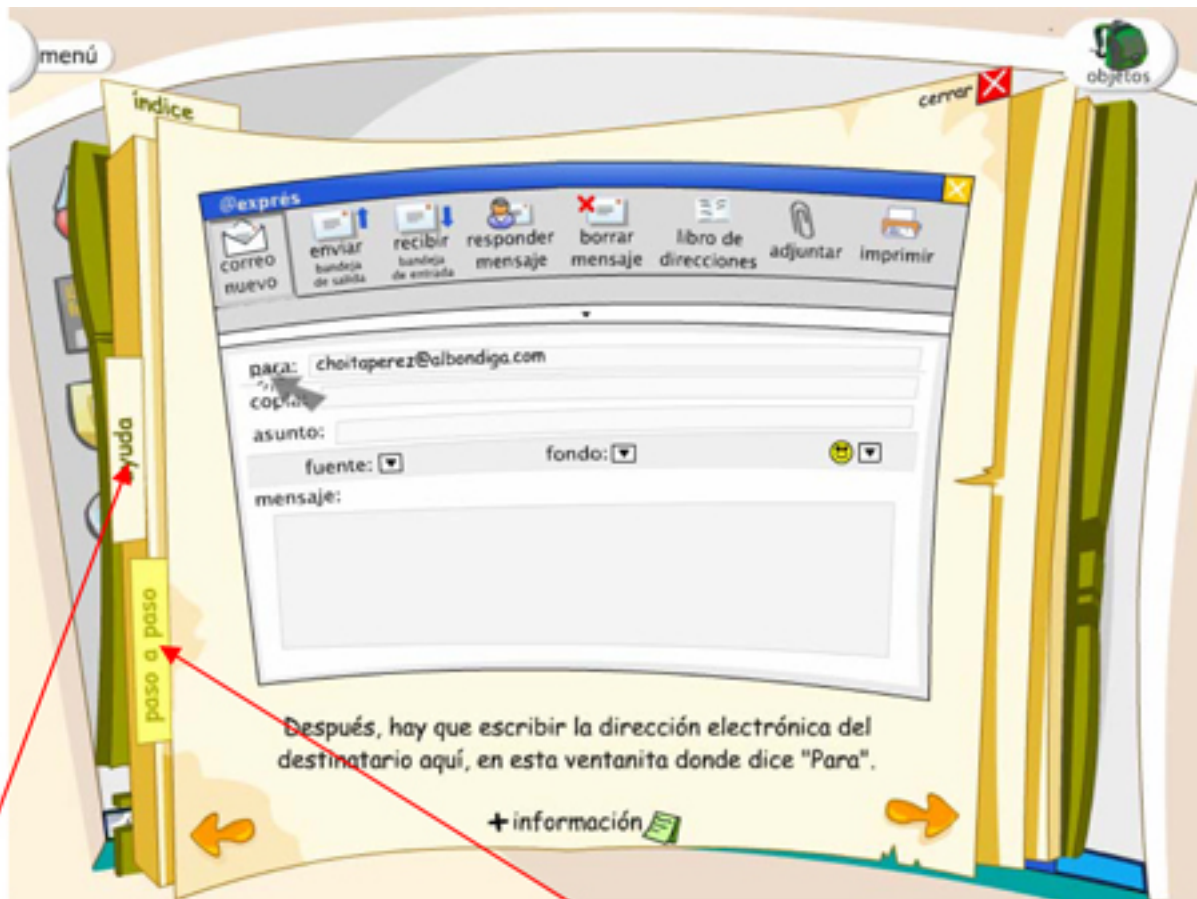 menú
objetos
índice
cerrar
@exprés
correo
nuevo
enviar
bandeja
de salida
recibir
bandeja
de entrada
responder
mensaje
borrar
mensaje
libro de
direcciones
adjuntar
imprimir
para: choitaperez@albondiga.com
copia:
asunto:
fuente:
fondo:
mensaje:
ayuda
paso a paso
Después, hay que escribir la dirección electrónica del
destinatario aquí, en esta ventanita donde dice "Para".
+ información